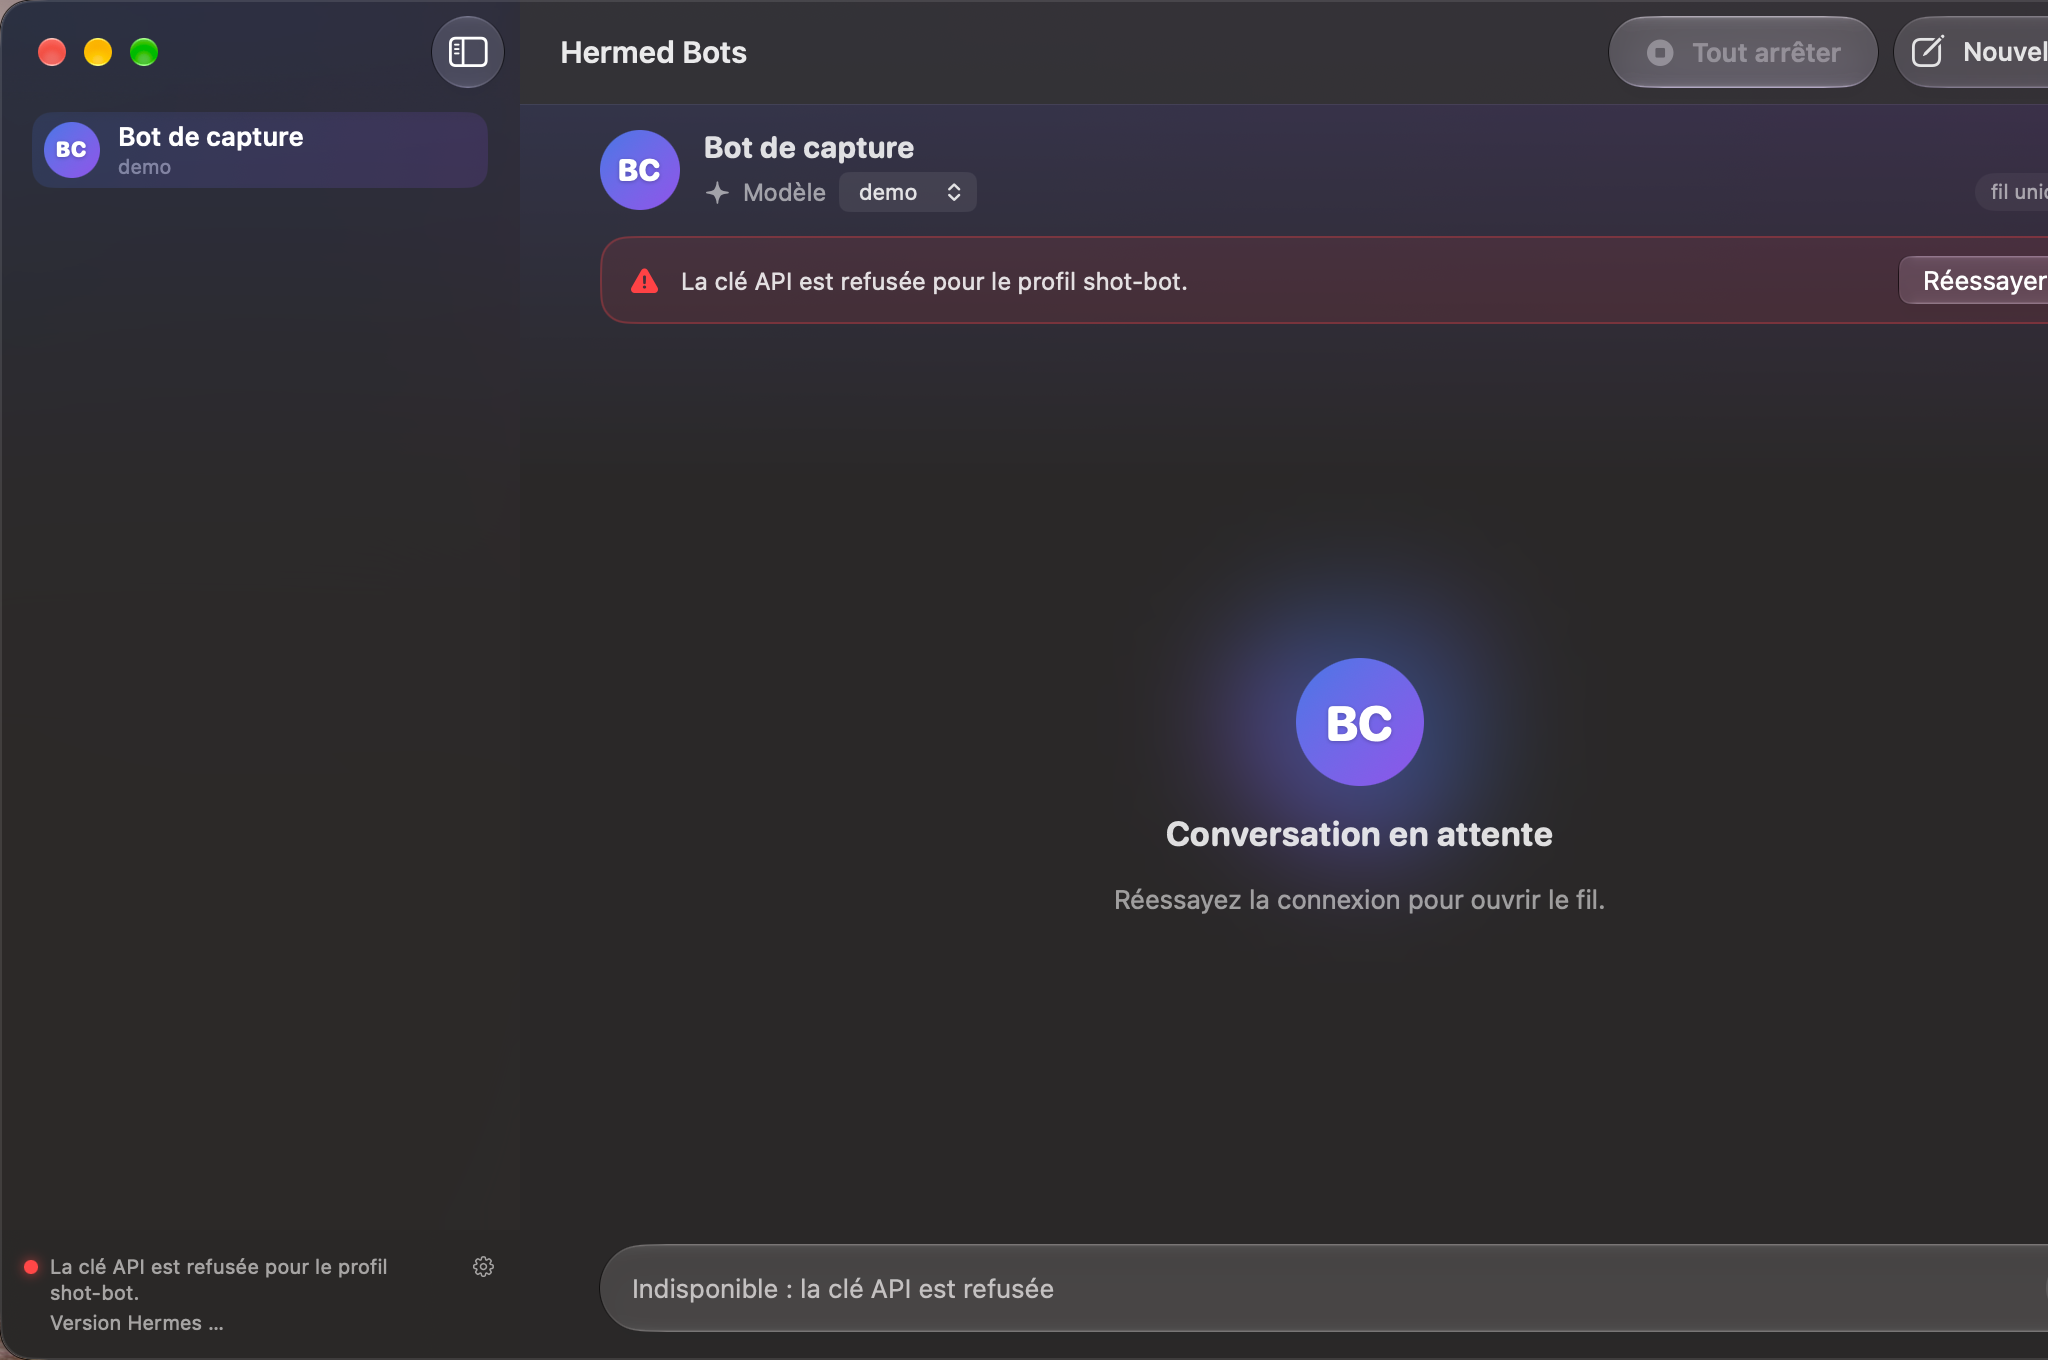 Hermed Bots
Tout arrêter
Nouvel
BC
Bot de capture
demo
BC
Bot de capture
Modèle
demo
fil uni
La clé API est refusée pour le profil shot-bot.
Réessayer
BC
Conversation en attente
Réessayez la connexion pour ouvrir le fil.
La clé API est refusée pour le profil
shot-bot.
Version Hermes ...
Indisponible : la clé API est refusée